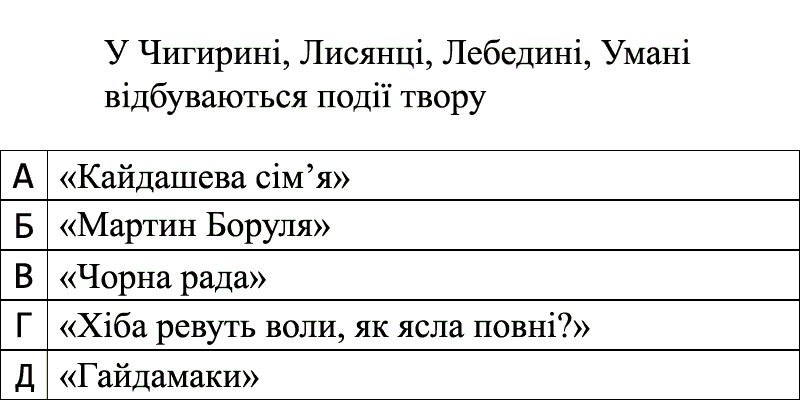 У Чигирині, Лисянці, Лебедині, Умані
відбуваються події твору
А «Кайдашева сім’я»
Б «Мартин Боруля»
В «Чорна рада»
Г «Хіба ревуть воли, як ясла повні?»
Д «Гайдамаки»